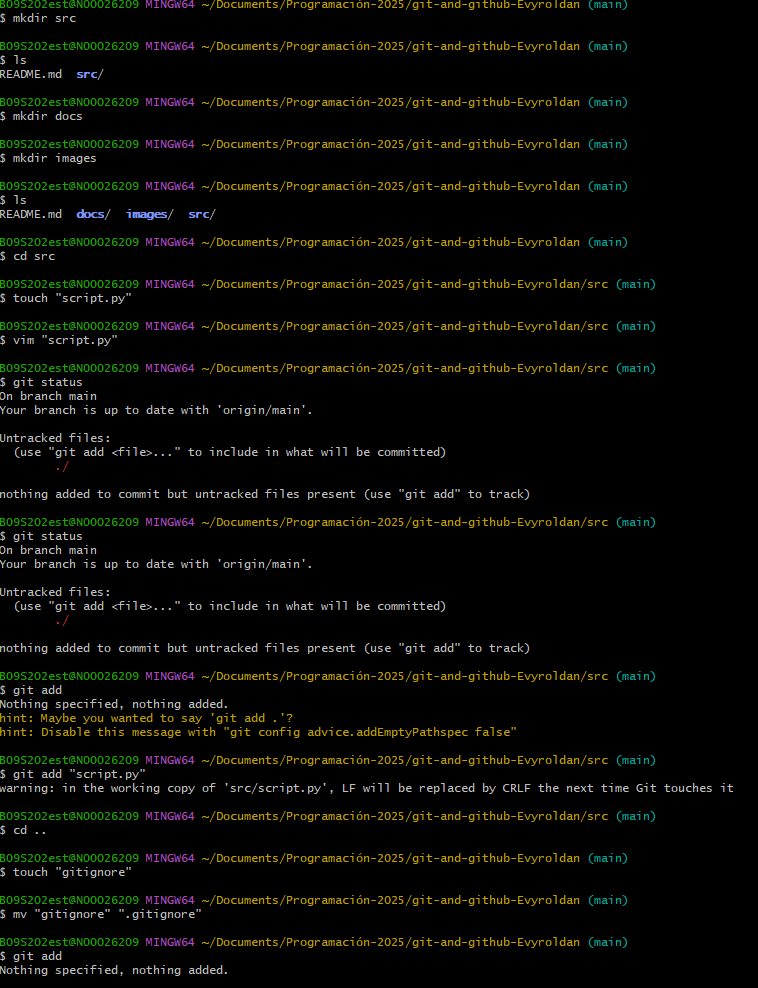 B09S202est@N00026209 MINGW64 ~/Documents/Programación-2025/git-and-github-Evyroldan (main)
$ mkdir src
B09S202est@N00026209 MINGW64 ~/Documents/Programación-2025/git-and-github-Evyroldan (main)
$ ls
README.md  src/
B09S202est@N00026209 MINGW64 ~/Documents/Programación-2025/git-and-github-Evyroldan (main)
$ mkdir docs
B09S202est@N00026209 MINGW64 ~/Documents/Programación-2025/git-and-github-Evyroldan (main)
$ mkdir images
B09S202est@N00026209 MINGW64 ~/Documents/Programación-2025/git-and-github-Evyroldan (main)
$ ls
README.md  docs/  images/  src/
B09S202est@N00026209 MINGW64 ~/Documents/Programación-2025/git-and-github-Evyroldan (main)
$ cd src
B09S202est@N00026209 MINGW64 ~/Documents/Programación-2025/git-and-github-Evyroldan/src (main)
$ touch "script.py"
B09S202est@N00026209 MINGW64 ~/Documents/Programación-2025/git-and-github-Evyroldan/src (main)
$ vim "script.py"
B09S202est@N00026209 MINGW64 ~/Documents/Programación-2025/git-and-github-Evyroldan/src (main)
$ git status
On branch main
Your branch is up to date with 'origin/main'.
Untracked files:
  (use "git add <file>..." to include in what will be committed)
        ./
nothing added to commit but untracked files present (use "git add" to track)
B09S202est@N00026209 MINGW64 ~/Documents/Programación-2025/git-and-github-Evyroldan/src (main)
$ git status
On branch main
Your branch is up to date with 'origin/main'.
Untracked files:
  (use "git add <file>..." to include in what will be committed)
        ./
nothing added to commit but untracked files present (use "git add" to track)
B09S202est@N00026209 MINGW64 ~/Documents/Programación-2025/git-and-github-Evyroldan/src (main)
$ git add
Nothing specified, nothing added.
hint: Maybe you wanted to say 'git add .'?
hint: Disable this message with "git config advice.addEmptyPathspec false"
B09S202est@N00026209 MINGW64 ~/Documents/Programación-2025/git-and-github-Evyroldan/src (main)
$ git add "script.py"
warning: in the working copy of 'src/script.py', LF will be replaced by CRLF the next time Git touches it
B09S202est@N00026209 MINGW64 ~/Documents/Programación-2025/git-and-github-Evyroldan/src (main)
$ cd ..
B09S202est@N00026209 MINGW64 ~/Documents/Programación-2025/git-and-github-Evyroldan (main)
$ touch "gitignore"
B09S202est@N00026209 MINGW64 ~/Documents/Programación-2025/git-and-github-Evyroldan (main)
$ mv "gitignore" ".gitignore"
B09S202est@N00026209 MINGW64 ~/Documents/Programación-2025/git-and-github-Evyroldan (main)
$ git add
Nothing specified, nothing added.